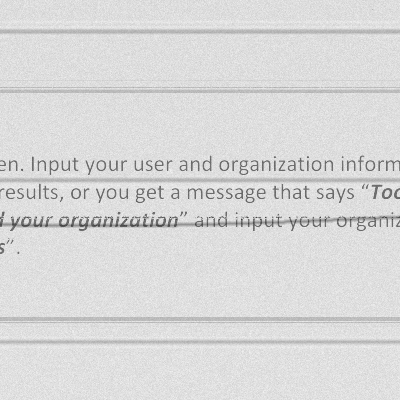 en. Input your user and organization inform
results, or you get a message that says “Too
d your organization” and input your organiz
s”.